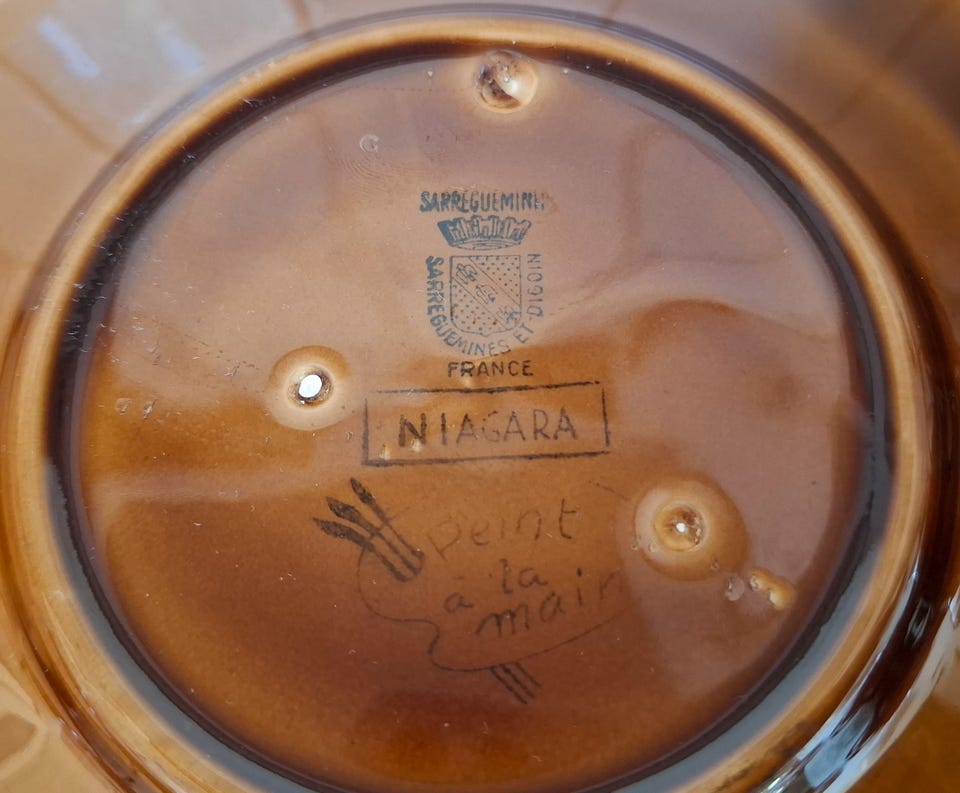 SARREGUEMINES
SARREGUEMINES ET DIGOIN
FRANCE
NIAGARA
peint
à la
main